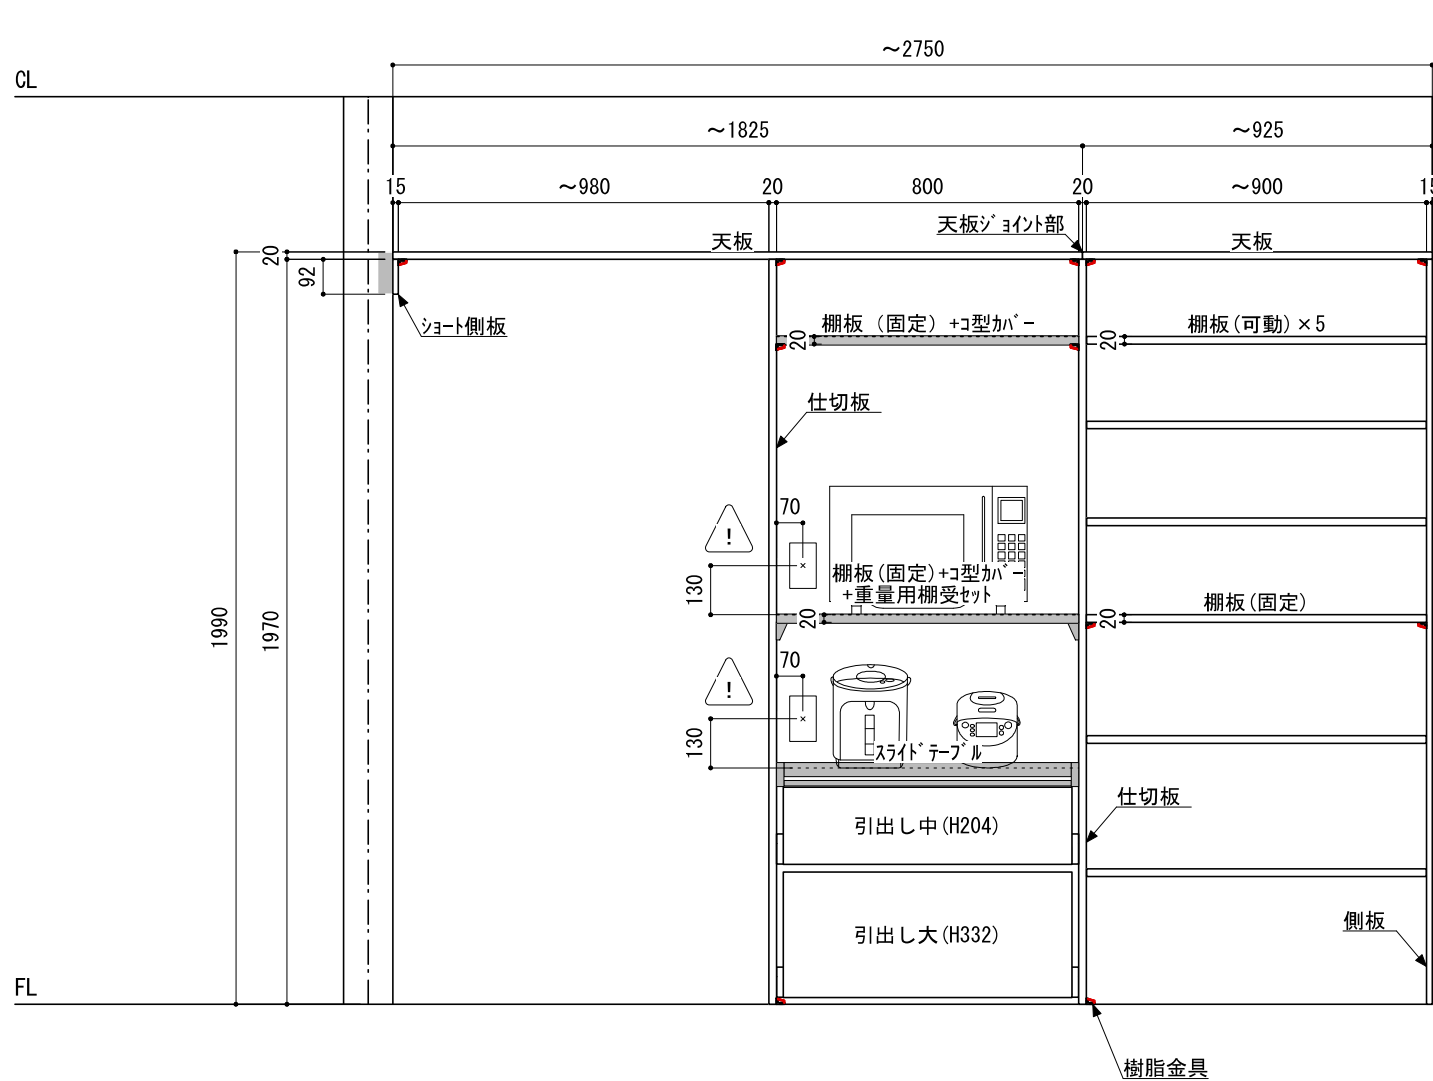 ～2750
CL
～1825
～925
15
～980
20
800
20
～900
15
天板
天板ｼﾞｮｲﾝﾄ部
天板
20
92
ｼｮｰﾄ側板
棚板（固定）+ｺ型ｶﾊﾞｰ
20
棚板(可動)×5
20
仕切板
70
!
130
棚板(固定)+ｺ型ｶﾊﾞｰ
+重量用棚受ｾｯﾄ
20
棚板(固定)
20
1990
1970
70
!
130
ｽﾗｲﾄﾞﾃｰﾌﾞﾙ
仕切板
引出し中(H204)
側板
引出し大(H332)
FL
樹脂金具